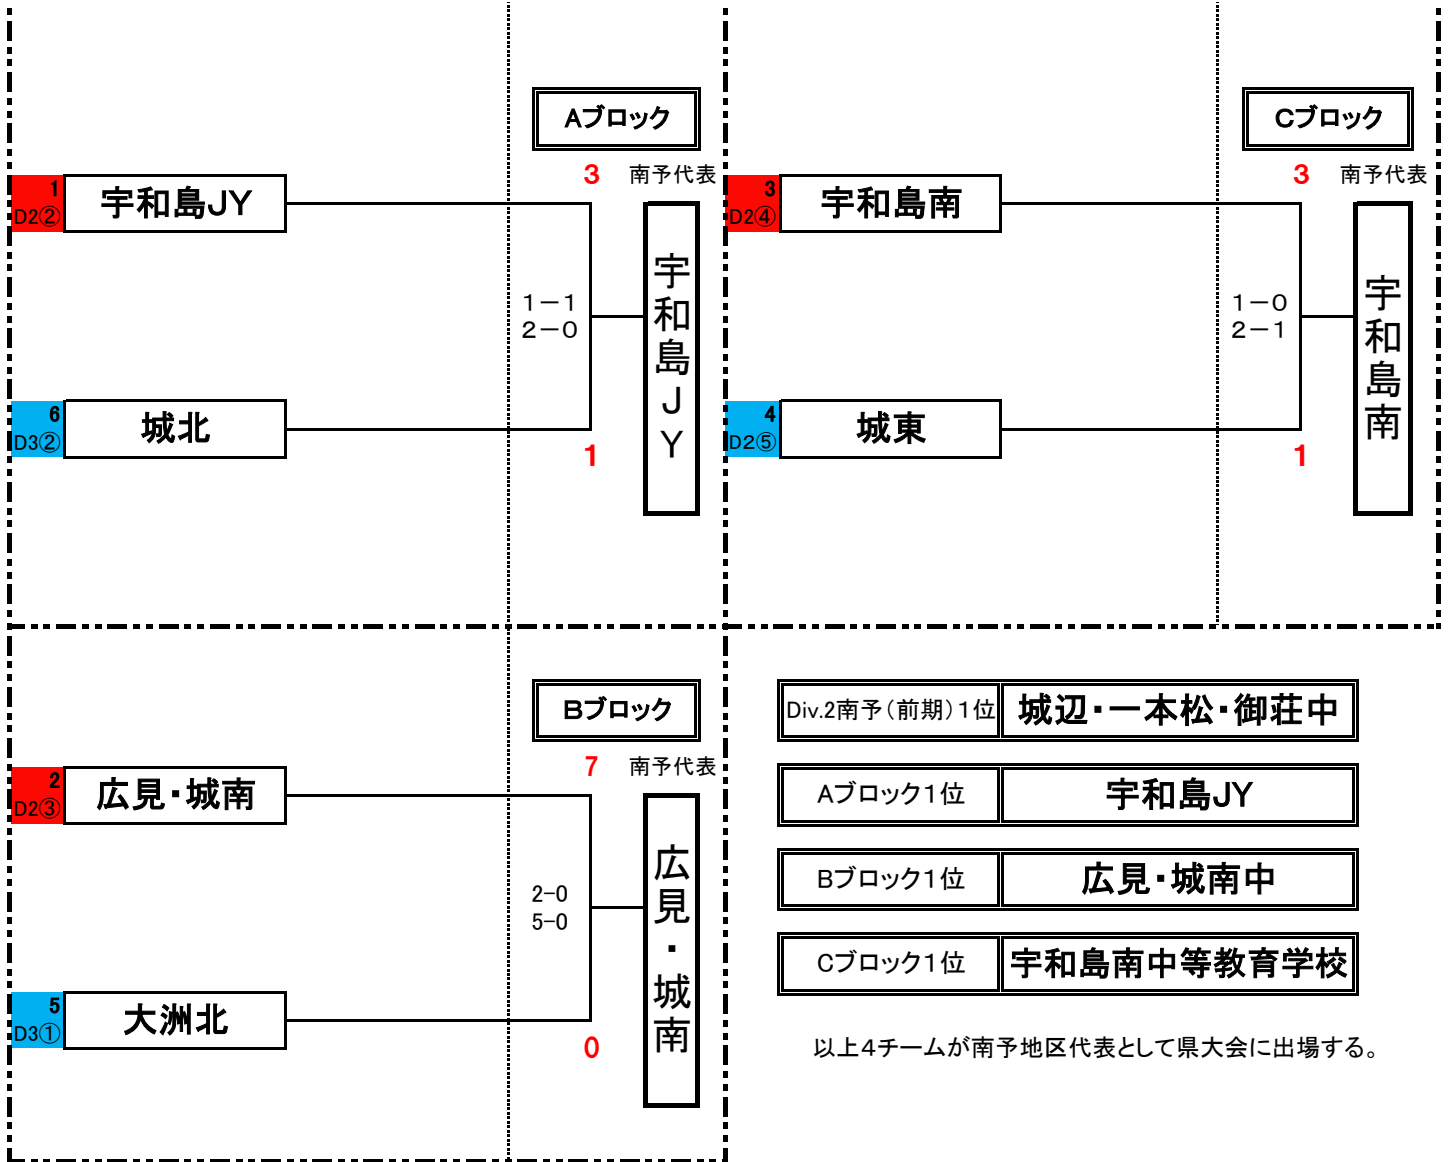 Aブロック
3 南予代表
1
D2②
宇和島JY
1－1
2－0
宇和島JY
6
D3②
城北
1
Cブロック
3 南予代表
3
D2④
宇和島南
1－0
2－1
宇和島南
4
D2⑤
城東
1
Bブロック
7 南予代表
2
D2③
広見・城南
2-0
5-0
広見・城南
5
D3①
大洲北
0
Div.2南予（前期）1位 城辺・一本松・御荘中
Aブロック1位 宇和島JY
Bブロック1位 広見・城南中
Cブロック1位 宇和島南中等教育学校
以上4チームが南予地区代表として県大会に出場する。